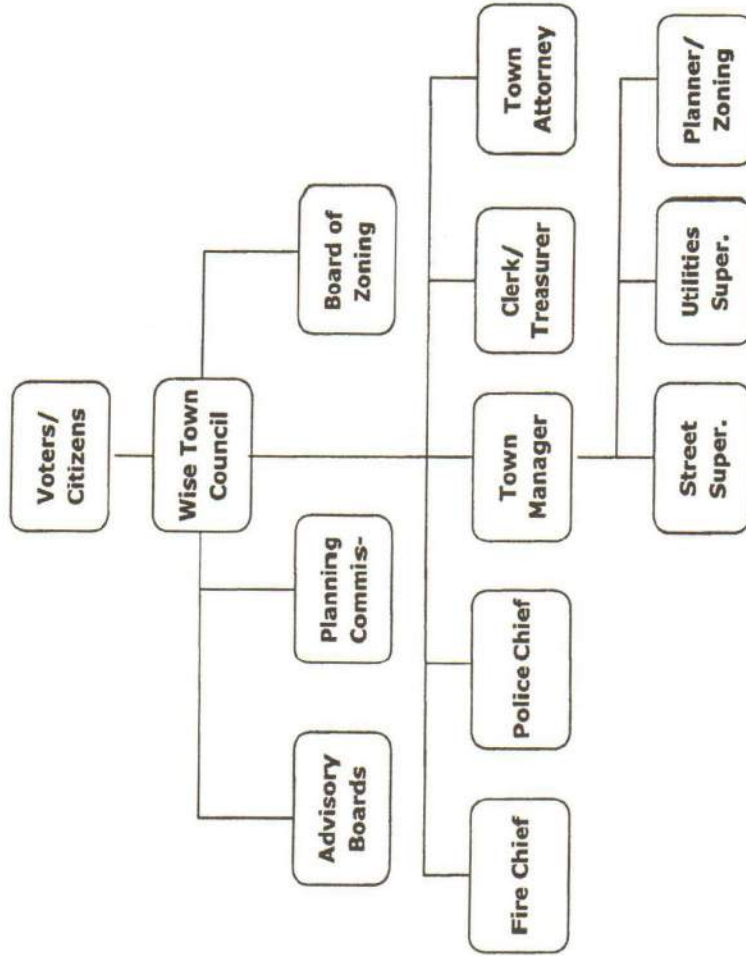 Voters/
Citizens
Wise Town
Council
Advisory
Boards
Planning
Commis-
Board of
Zoning
Fire Chief
Police Chief
Town
Manager
Clerk/
Treasurer
Town
Attorney
Street
Super.
Utilities
Super.
Planner/
Zoning